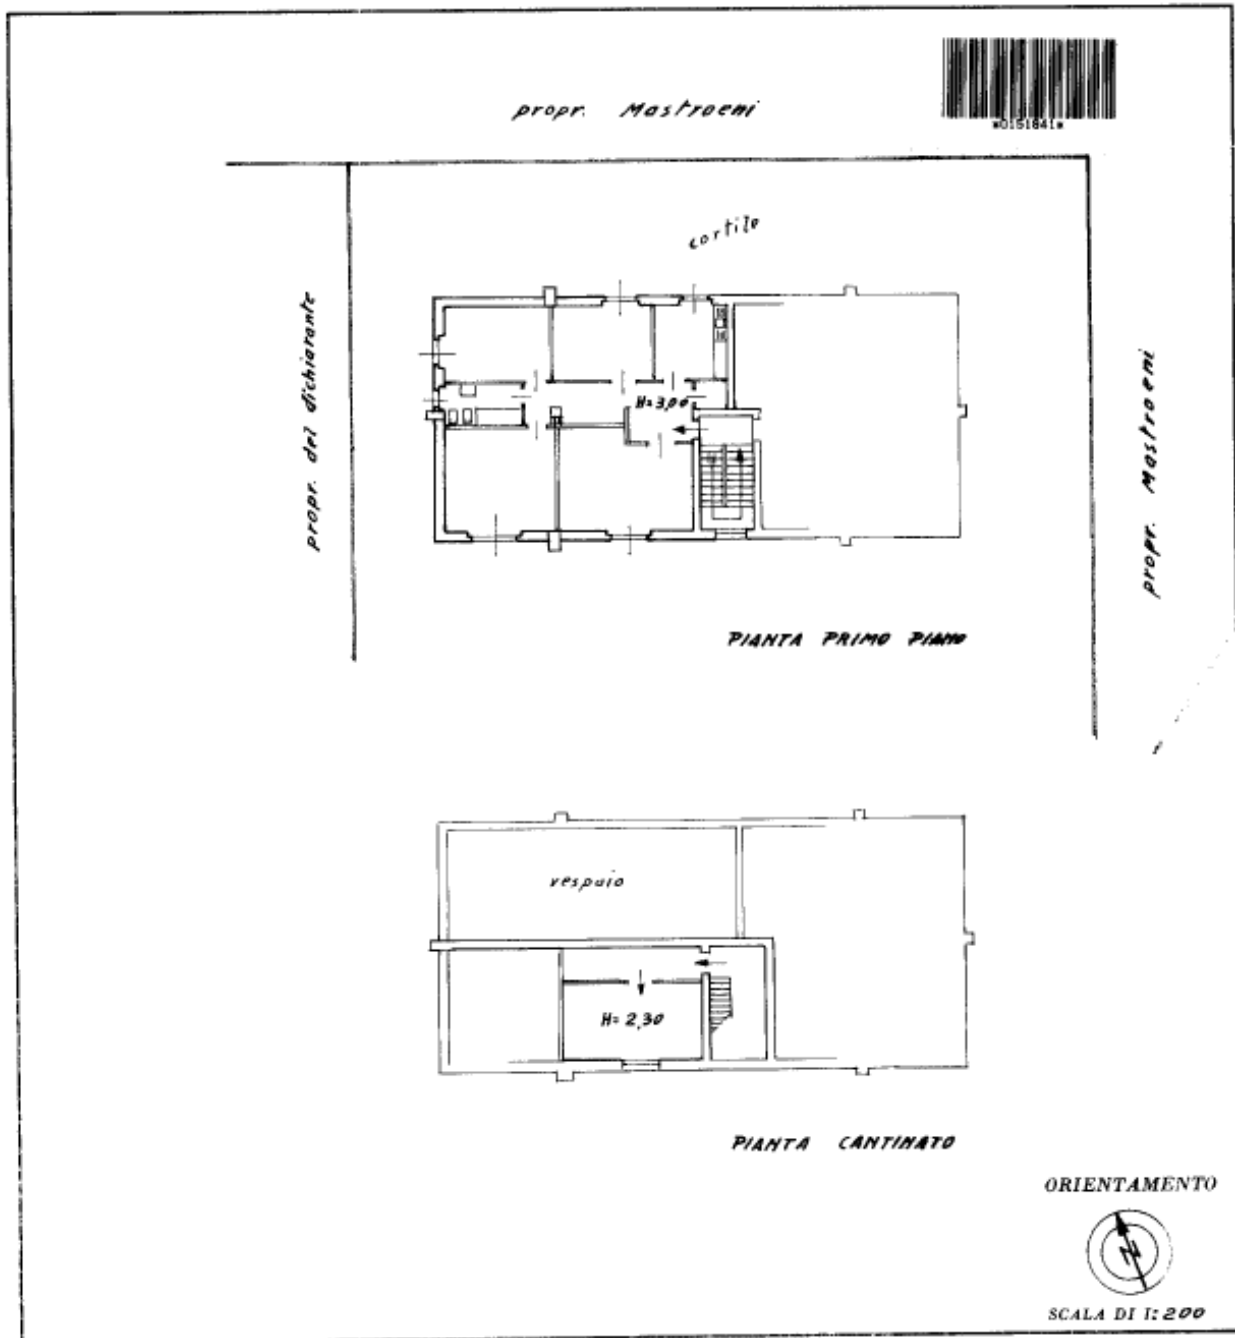 *0151841*
propr. Mastroeni
cortile
propr. del dichiarante
propr. Mastroeni
H=3,00
PIANTA PRIMO PIANO
vespaio
H=2,30
PIANTA CANTINATO
ORIENTAMENTO
N
SCALA DI 1:200